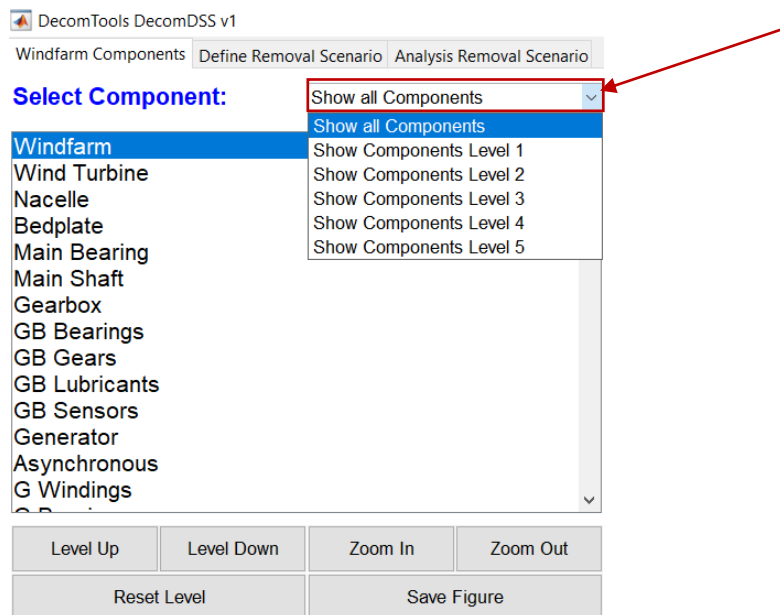 DecomTools DecomDSS v1
Windfarm Components Define Removal Scenario Analysis Removal Scenario
Select Component: Show all Components
Show all Components
Show Components Level 1
Show Components Level 2
Show Components Level 3
Show Components Level 4
Show Components Level 5
Windfarm
Wind Turbine
Nacelle
Bedplate
Main Bearing
Main Shaft
Gearbox
GB Bearings
GB Gears
GB Lubricants
GB Sensors
Generator
Asynchronous
G Windings
Level Up Level Down Zoom In Zoom Out
Reset Level Save Figure